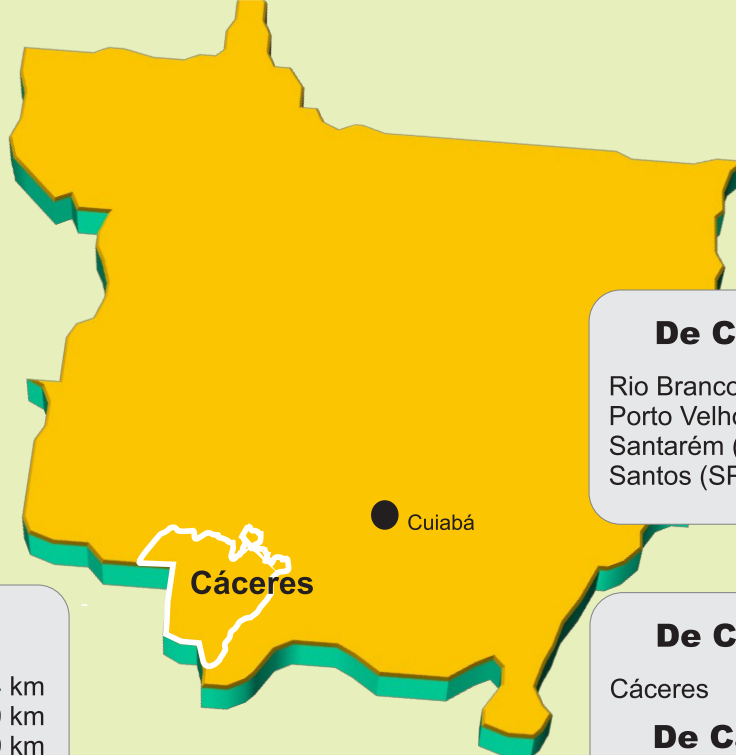 De C
Rio Branco
Porto Velho
Santarém (
Santos (SP
Cuiabá
Cáceres
km
km
km
De C
Cáceres
De C